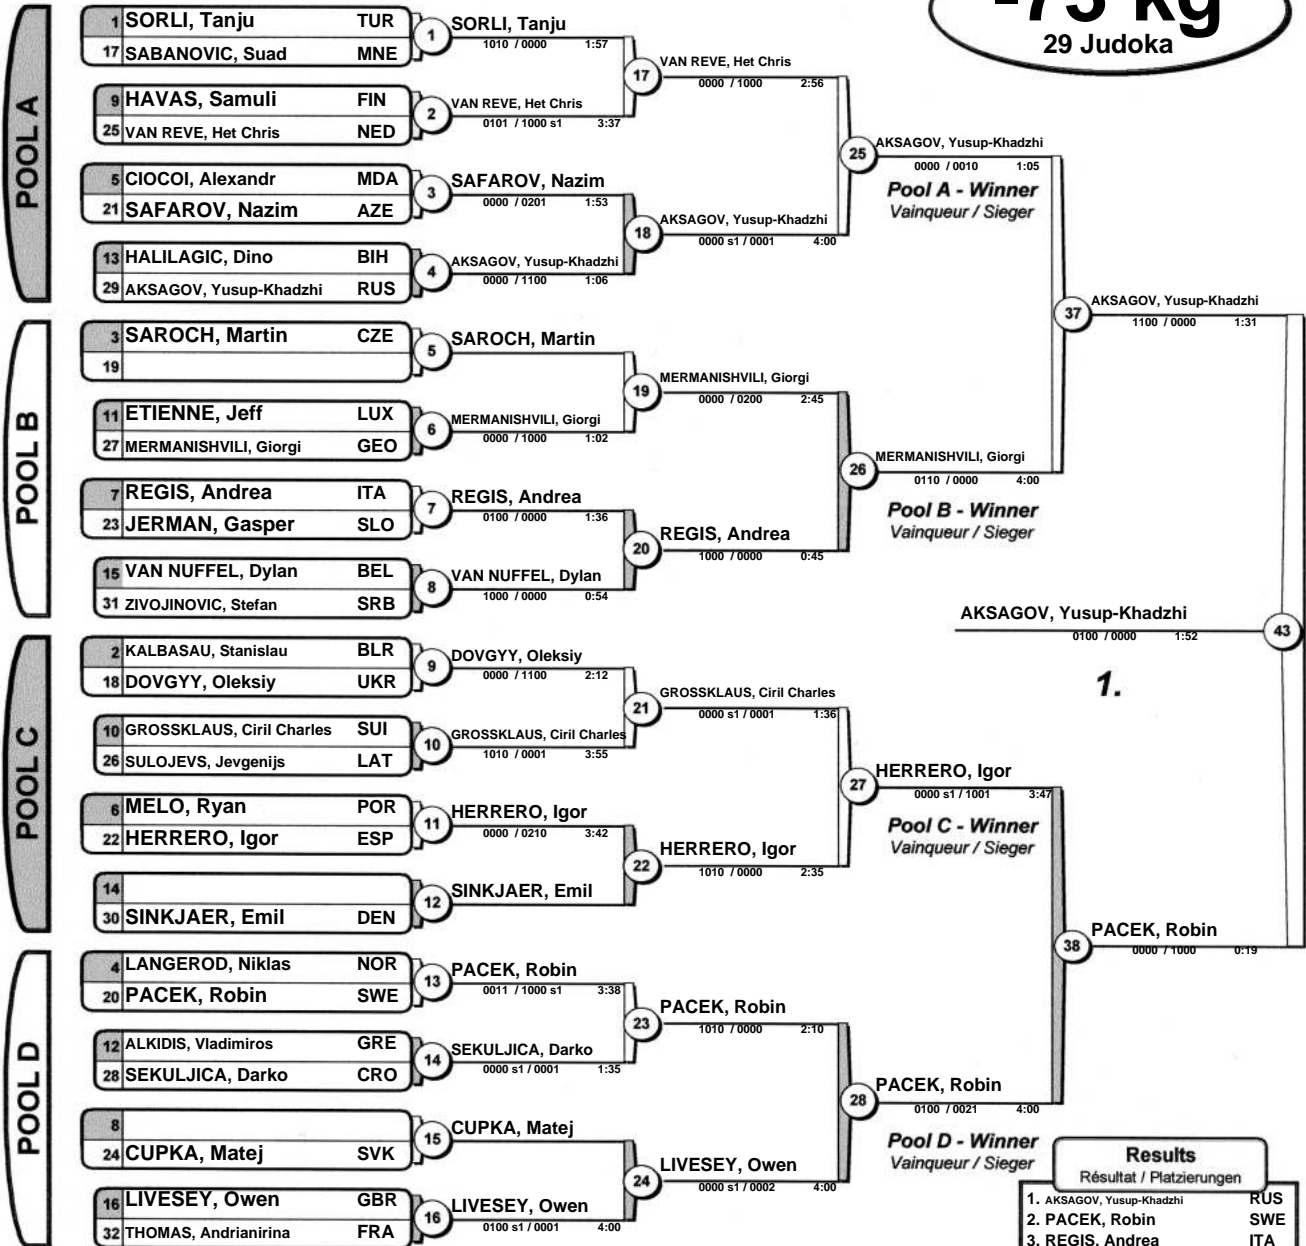 -73 kg
29 Judoka
POOL A
1 SORLI, Tanju TUR
17 SABANOVIC, Suad MNE
9 HAVAS, Samuli FIN
25 VAN REVE, Het Chris NED
5 CIOCOI, Alexandr MDA
21 SAFAROV, Nazim AZE
13 HALILAGIC, Dino BIH
29 AKSAGOV, Yusup-Khadzhi RUS
POOL B
3 SAROCH, Martin CZE
19
11 ETIENNE, Jeff LUX
27 MERMANISHVILI, Giorgi GEO
7 REGIS, Andrea ITA
23 JERMAN, Gasper SLO
15 VAN NUFFEL, Dylan BEL
31 ZIVOJINOVIC, Stefan SRB
POOL C
2 KALBASAU, Stanislau BLR
18 DOVGYY, Oleksiy UKR
10 GROSSKLAUS, Ciril Charles SUI
26 SULOJEVS, Jevgenijs LAT
6 MELO, Ryan POR
22 HERRERO, Igor ESP
14
30 SINKJAER, Emil DEN
POOL D
4 LANGEROD, Niklas NOR
20 PACEK, Robin SWE
12 ALKIDIS, Vladimiros GRE
28 SEKULJICA, Darko CRO
8
24 CUPKA, Matej SVK
16 LIVESEY, Owen GBR
32 THOMAS, Andrianirina FRA
1 SORLI, Tanju
1010 / 0000 1:57
2 VAN REVE, Het Chris
0101 / 1000 s1 3:37
3 SAFAROV, Nazim
0000 / 0201 1:53
4 AKSAGOV, Yusup-Khadzhi
0000 / 1100 1:06
5 SAROCH, Martin
6 MERMANISHVILI, Giorgi
0000 / 1000 1:02
7 REGIS, Andrea
0100 / 0000 1:36
8 VAN NUFFEL, Dylan
1000 / 0000 0:54
9 DOVGYY, Oleksiy
0000 / 1100 2:12
10 GROSSKLAUS, Ciril Charles
1010 / 0001 3:55
11 HERRERO, Igor
0000 / 0210 3:42
12 SINKJAER, Emil
13 PACEK, Robin
0011 / 1000 s1 3:38
14 SEKULJICA, Darko
0000 s1 / 0001 1:35
15 CUPKA, Matej
16 LIVESEY, Owen
0100 s1 / 0001 4:00
17 VAN REVE, Het Chris
0000 / 1000 2:56
18 AKSAGOV, Yusup-Khadzhi
0000 s1 / 0001 4:00
19 MERMANISHVILI, Giorgi
0000 / 0200 2:45
20 REGIS, Andrea
1000 / 0000 0:45
21 GROSSKLAUS, Ciril Charles
0000 s1 / 0001 1:36
22 HERRERO, Igor
1010 / 0000 2:35
23 PACEK, Robin
1010 / 0000 2:10
24 LIVESEY, Owen
0000 s1 / 0002 4:00
25 AKSAGOV, Yusup-Khadzhi
0000 / 0010 1:05
Pool A - Winner
Vainqueur / Sieger
26 MERMANISHVILI, Giorgi
0110 / 0000 4:00
Pool B - Winner
Vainqueur / Sieger
27 HERRERO, Igor
0000 s1 / 1001 3:47
Pool C - Winner
Vainqueur / Sieger
28 PACEK, Robin
0100 / 0021 4:00
Pool D - Winner
Vainqueur / Sieger
37 AKSAGOV, Yusup-Khadzhi
1100 / 0000 1:31
38 PACEK, Robin
0000 / 1000 0:19
AKSAGOV, Yusup-Khadzhi 43
0100 / 0000 1:52
1.
Results
Résultat / Platzierungen
1. AKSAGOV, Yusup-Khadzhi RUS
2. PACEK, Robin SWE
3. REGIS, Andrea ITA